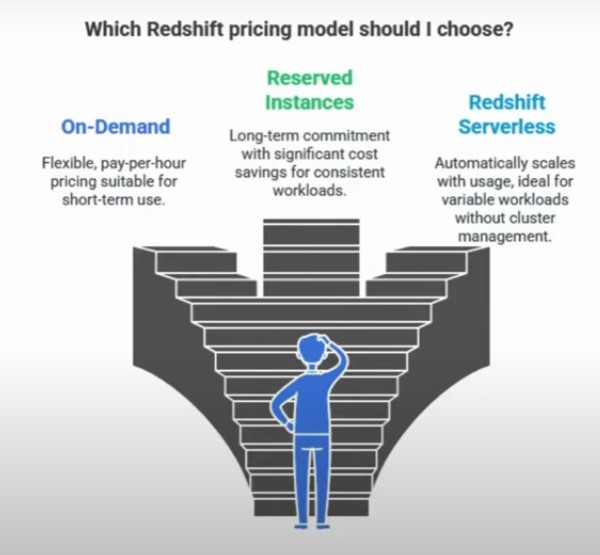 Which Redshift pricing model should I choose?
On-Demand
Flexible, pay-per-hour
pricing suitable for
short-term use.
Reserved
Instances
Long-term commitment
with significant cost
savings for consistent
workloads.
Redshift
Serverless
Automatically scales
with usage, ideal for
variable workloads
without cluster
management.